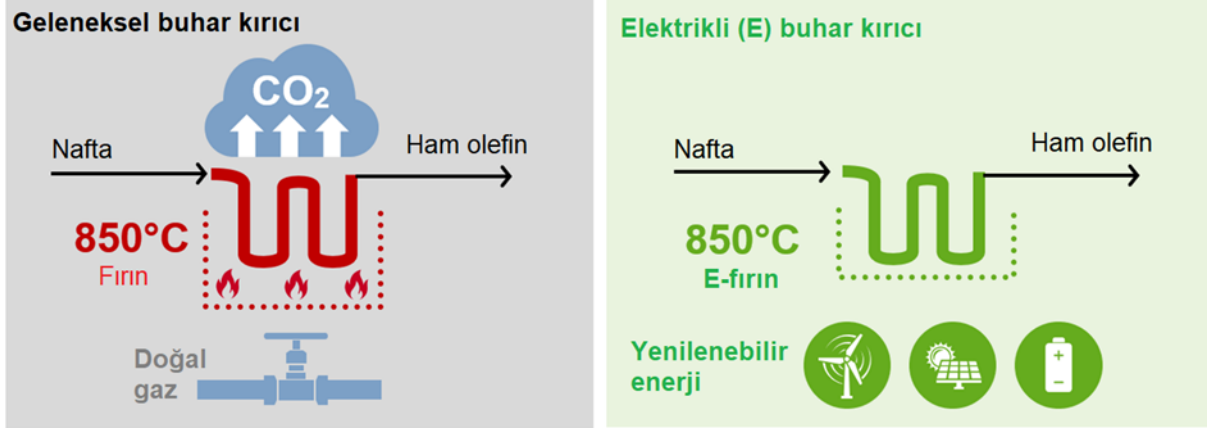 Geleneksel buhar kırıcı
CO2
Nafta
Ham olefin
850°C
Fırın
Doğal
gaz
Elektrikli (E) buhar kırıcı
Nafta
Ham olefin
850°C
E-fırın
Yenilenebilir
enerji